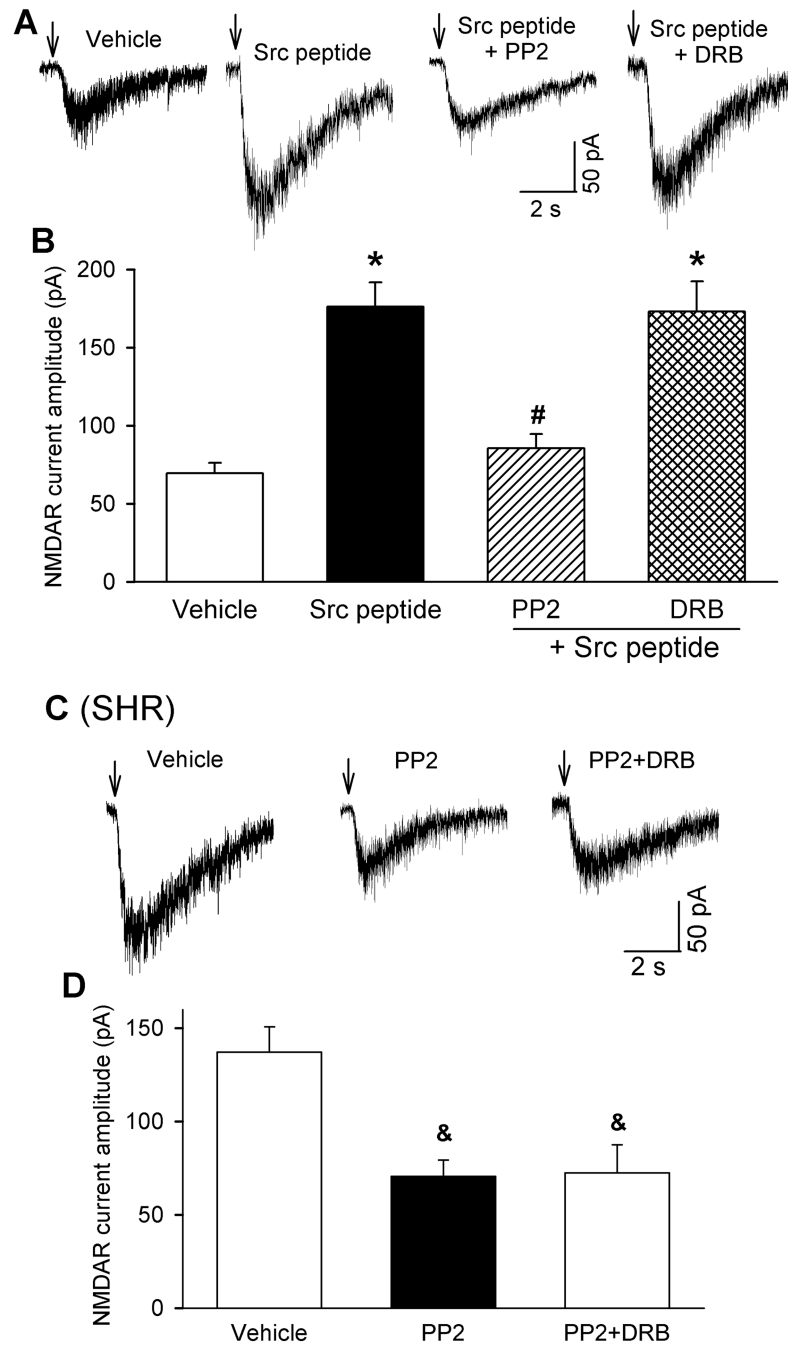 A
Vehicle
Src peptide
Src peptide
+ PP2
Src peptide
+ DRB
50 pA
2 s
B
NMDAR current amplitude (pA)
200
150
100
50
0
*
#
*
Vehicle
Src peptide
PP2
DRB
+ Src peptide
C (SHR)
Vehicle
PP2
PP2+DRB
50 pA
2 s
D
NMDAR current amplitude (pA)
150
100
50
0
&
&
Vehicle
PP2
PP2+DRB